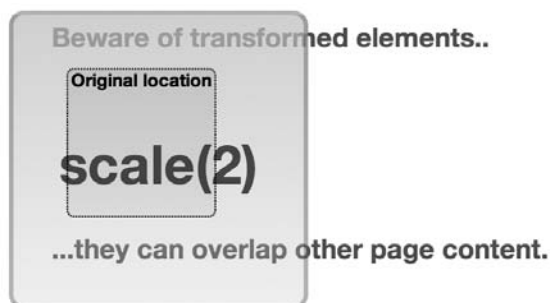 Beware of transformed elements..
Original location
scale(2)
...they can overlap other page content.